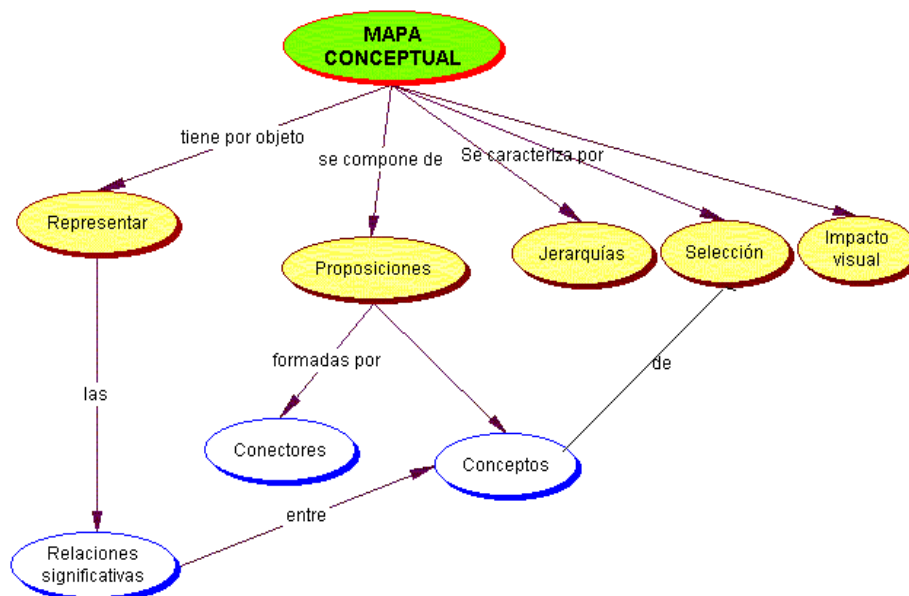 MAPA
CONCEPTUAL
tiene por objeto
se compone de
Se caracteriza por
Representar
Proposiciones
Jerarquías
Selección
Impacto
visual
formadas por
de
las
Conectores
Conceptos
entre
Relaciones
significativas